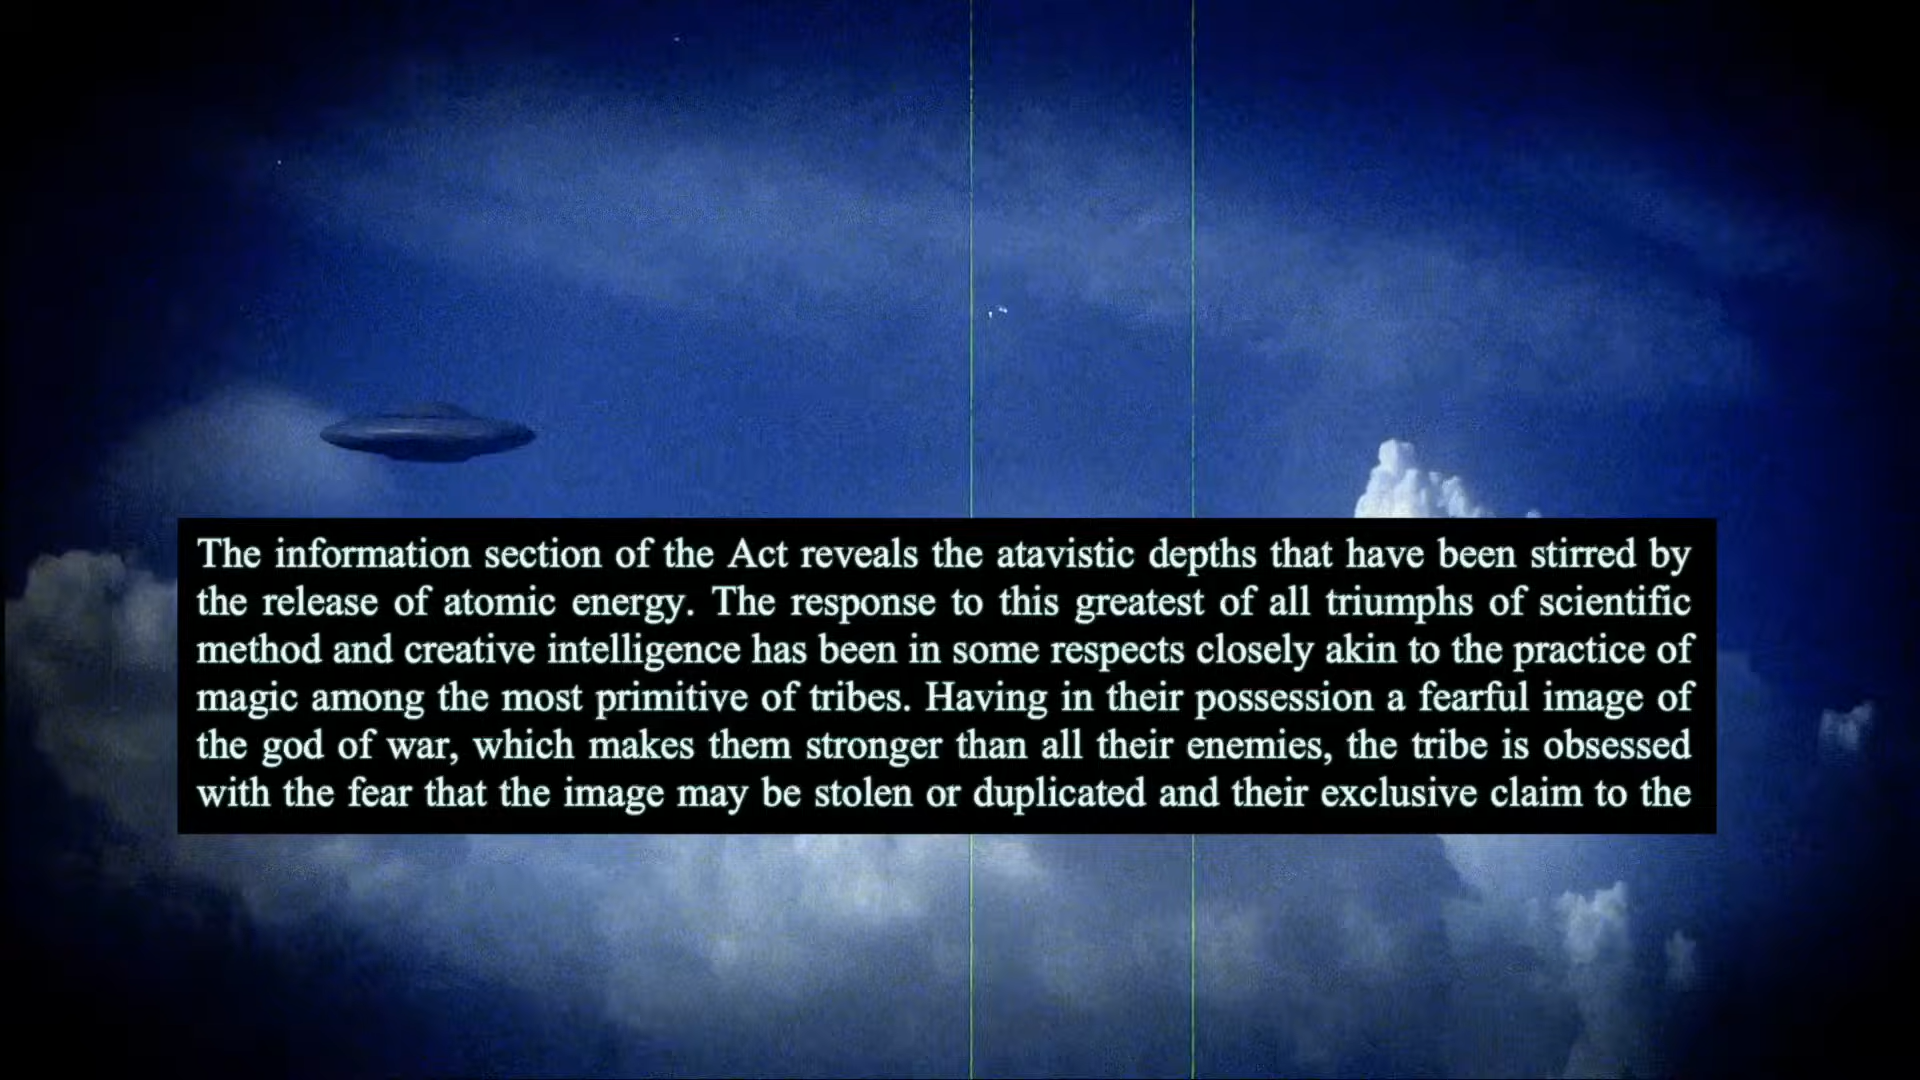 The information section of the Act reveals the atavistic depths that have been stirred by
the release of atomic energy. The response to this greatest of all triumphs of scientific
method and creative intelligence has been in some respects closely akin to the practice of
magic among the most primitive of tribes. Having in their possession a fearful image of
the god of war, which makes them stronger than all their enemies, the tribe is obsessed
with the fear that the image may be stolen or duplicated and their exclusive claim to the